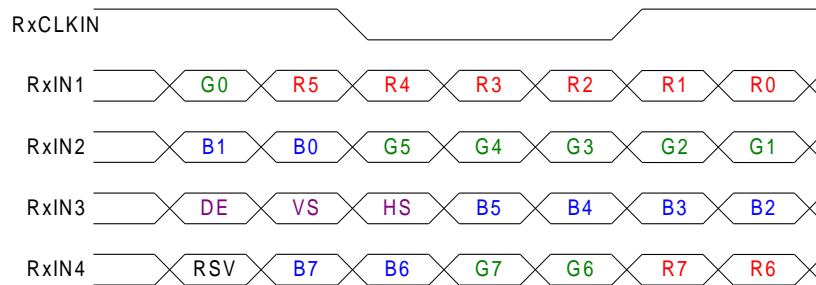 RxCLKIN
RxIN1 G0 R5 R4 R3 R2 R1 R0
RxIN2 B1 B0 G5 G4 G3 G2 G1
RxIN3 DE VS HS B5 B4 B3 B2
RxIN4 RSV B7 B6 G7 G6 R7 R6